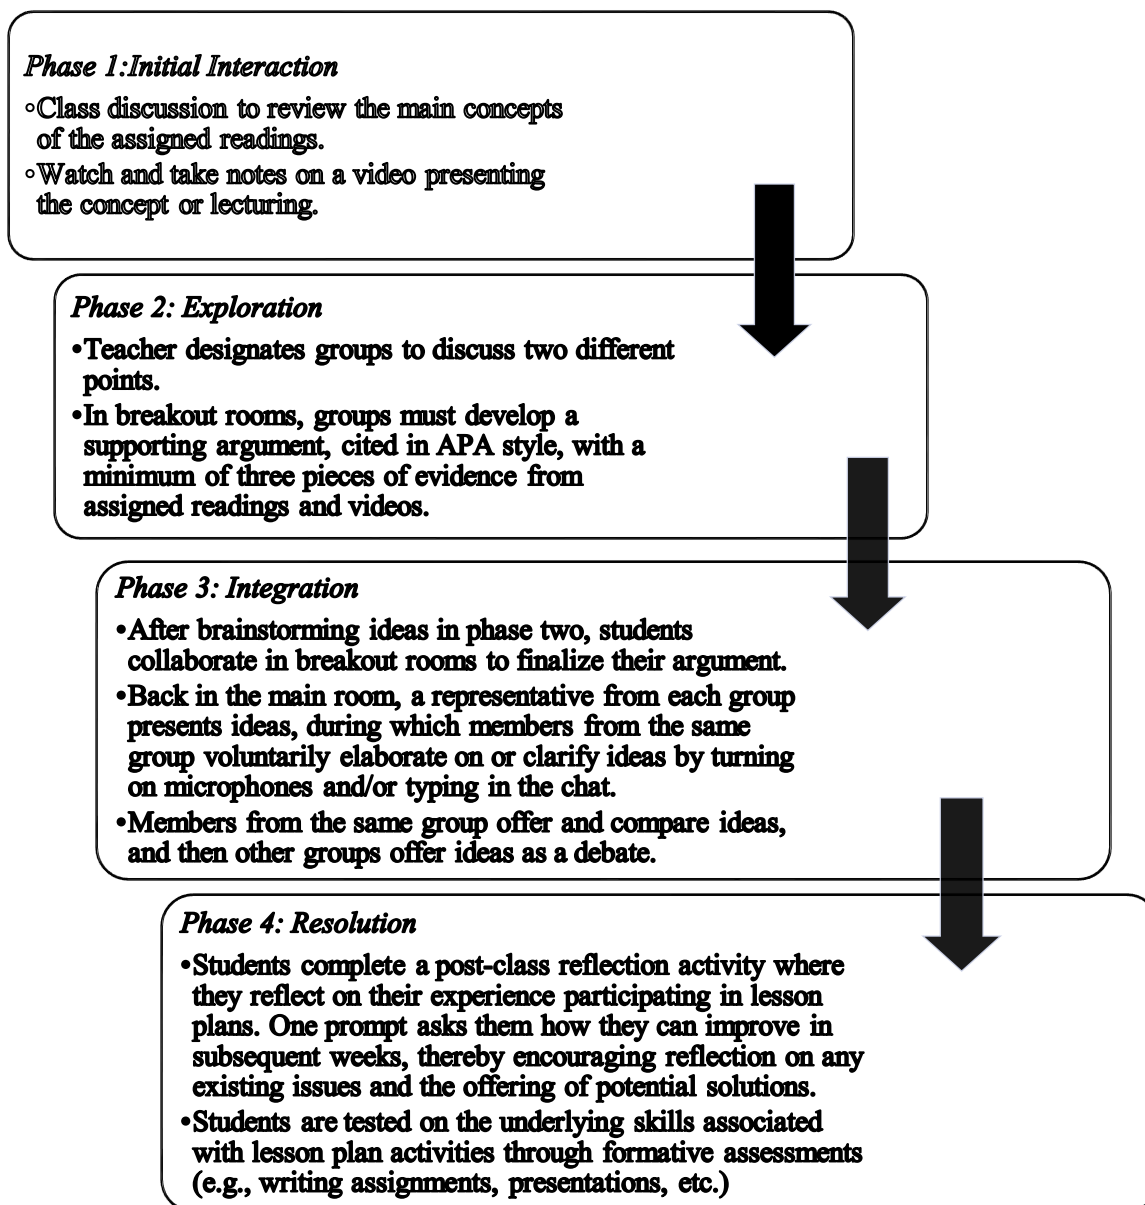 Phase 1:Initial Interaction
◦Class discussion to review the main concepts
of the assigned readings.
◦Watch and take notes on a video presenting
the concept or lecturing.
Phase 2: Exploration
•Teacher designates groups to discuss two different
points.
•In breakout rooms, groups must develop a
supporting argument, cited in APA style, with a
minimum of three pieces of evidence from
assigned readings and videos.
Phase 3: Integration
•After brainstorming ideas in phase two, students
collaborate in breakout rooms to finalize their argument.
•Back in the main room, a representative from each group
presents ideas, during which members from the same
group voluntarily elaborate on or clarify ideas by turning
on microphones and/or typing in the chat.
•Members from the same group offer and compare ideas,
and then other groups offer ideas as a debate.
Phase 4: Resolution
•Students complete a post-class reflection activity where
they reflect on their experience participating in lesson
plans. One prompt asks them how they can improve in
subsequent weeks, thereby encouraging reflection on any
existing issues and the offering of potential solutions.
•Students are tested on the underlying skills associated
with lesson plan activities through formative assessments
(e.g., writing assignments, presentations, etc.)